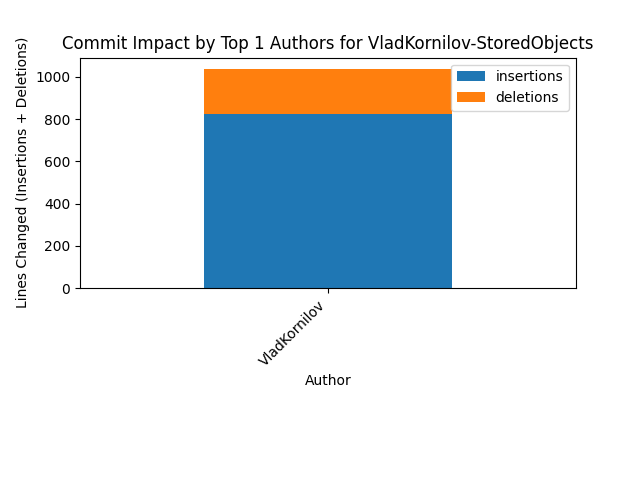 Commit Impact by Top 1 Authors for VladKornilov-StoredObjects
Lines Changed (Insertions + Deletions)
1000
800
600
400
200
0
insertions
deletions
VladKornilov
Author